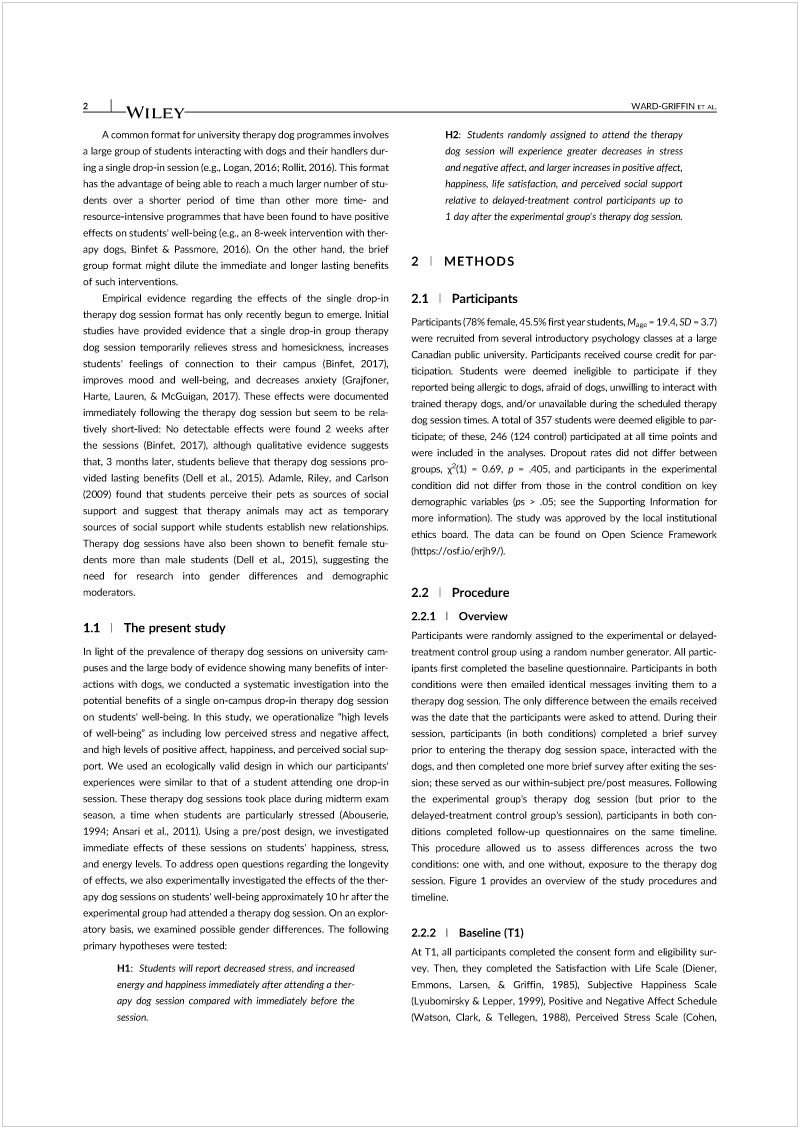 2
WILEY
WARD-GRIFFIN ET AL.
A common format for university therapy dog programmes involves
a large group of students interacting with dogs and their handlers dur-
ing a single drop-in session (e.g., Logan, 2016; Rollit, 2016). This format
has the advantage of being able to reach a much larger number of stu-
dents over a shorter period of time than other more time- and
resource-intensive programmes that have been found to have positive
effects on students' well-being (e.g., an 8-week intervention with ther-
apy dogs, Binfet & Passmore, 2016). On the other hand, the brief
group format might dilute the immediate and longer lasting benefits
of such interventions.
Empirical evidence regarding the effects of the single drop-in
therapy dog session format has only recently begun to emerge. Initial
studies have provided evidence that a single drop-in group therapy
dog session temporarily relieves stress and homesickness, increases
students' feelings of connection to their campus (Binfet, 2017),
improves mood and well-being, and decreases anxiety (Grajfoner,
Harte, Lauren, & McGuigan, 2017). These effects were documented
immediately following the therapy dog session but seem to be rela-
tively short-lived: No detectable effects were found 2 weeks after
the sessions (Binfet, 2017), although qualitative evidence suggests
that, 3 months later, students believe that therapy dog sessions pro-
vided lasting benefits (Dell et al., 2015). Adamle, Riley, and Carlson
(2009) found that students perceive their pets as sources of social
support and suggest that therapy animals may act as temporary
sources of social support while students establish new relationships.
Therapy dog sessions have also been shown to benefit female stu-
dents more than male students (Dell et al., 2015), suggesting the
need for research into gender differences and demographic
moderators.
1.1 | The present study
In light of the prevalence of therapy dog sessions on university cam-
puses and the large body of evidence showing many benefits of inter-
actions with dogs, we conducted a systematic investigation into the
potential benefits of a single on-campus drop-in therapy dog session
on students' well-being. In this study, we operationalize "high levels
of well-being" as including low perceived stress and negative affect,
and high levels of positive affect, happiness, and perceived social sup-
port. We used an ecologically valid design in which our participants'
experiences were similar to that of a student attending one drop-in
session. These therapy dog sessions took place during midterm exam
season, a time when students are particularly stressed (Abouserie,
1994; Ansari et al., 2011). Using a pre/post design, we investigated
immediate effects of these sessions on students' happiness, stress,
and energy levels. To address open questions regarding the longevity
of effects, we also experimentally investigated the effects of the ther-
apy dog sessions on students' well-being approximately 10 hr after the
experimental group had attended a therapy dog session. On an explor-
atory basis, we examined possible gender differences. The following
primary hypotheses were tested:
H1: Students will report decreased stress, and increased
energy and happiness immediately after attending a ther-
apy dog session compared with immediately before the
session.
H2: Students randomly assigned to attend the therapy
dog session will experience greater decreases in stress
and negative affect, and larger increases in positive affect,
happiness, life satisfaction, and perceived social support
relative to delayed-treatment control participants up to
1 day after the experimental group's therapy dog session.
2 | METHODS
2.1 | Participants
Participants (78% female, 45.5% first year students, Mage = 19.4, SD = 3.7)
were recruited from several introductory psychology classes at a large
Canadian public university. Participants received course credit for par-
ticipation. Students were deemed ineligible to participate if they
reported being allergic to dogs, afraid of dogs, unwilling to interact with
trained therapy dogs, and/or unavailable during the scheduled therapy
dog session times. A total of 357 students were deemed eligible to par-
ticipate; of these, 246 (124 control) participated at all time points and
were included in the analyses. Dropout rates did not differ between
groups, χ²(1) = 0.69, p = .405, and participants in the experimental
condition did not differ from those in the control condition on key
demographic variables (ps > .05; see the Supporting Information for
more information). The study was approved by the local institutional
ethics board. The data can be found on Open Science Framework
(https://osf.io/erjh9/).
2.2 | Procedure
2.2.1 | Overview
Participants were randomly assigned to the experimental or delayed-
treatment control group using a random number generator. All partic-
ipants first completed the baseline questionnaire. Participants in both
conditions were then emailed identical messages inviting them to a
therapy dog session. The only difference between the emails received
was the date that the participants were asked to attend. During their
session, participants (in both conditions) completed a brief survey
prior to entering the therapy dog session space, interacted with the
dogs, and then completed one more brief survey after exiting the ses-
sion; these served as our within-subject pre/post measures. Following
the experimental group's therapy dog session (but prior to the
delayed-treatment control group's session), participants in both con-
ditions completed follow-up questionnaires on the same timeline.
This procedure allowed us to assess differences across the two
conditions: one with, and one without, exposure to the therapy dog
session. Figure 1 provides an overview of the study procedures and
timeline.
2.2.2 | Baseline (T1)
At T1, all participants completed the consent form and eligibility sur-
vey. Then, they completed the Satisfaction with Life Scale (Diener,
Emmons, Larsen, & Griffin, 1985), Subjective Happiness Scale
(Lyubomirsky & Lepper, 1999), Positive and Negative Affect Schedule
(Watson, Clark, & Tellegen, 1988), Perceived Stress Scale (Cohen,